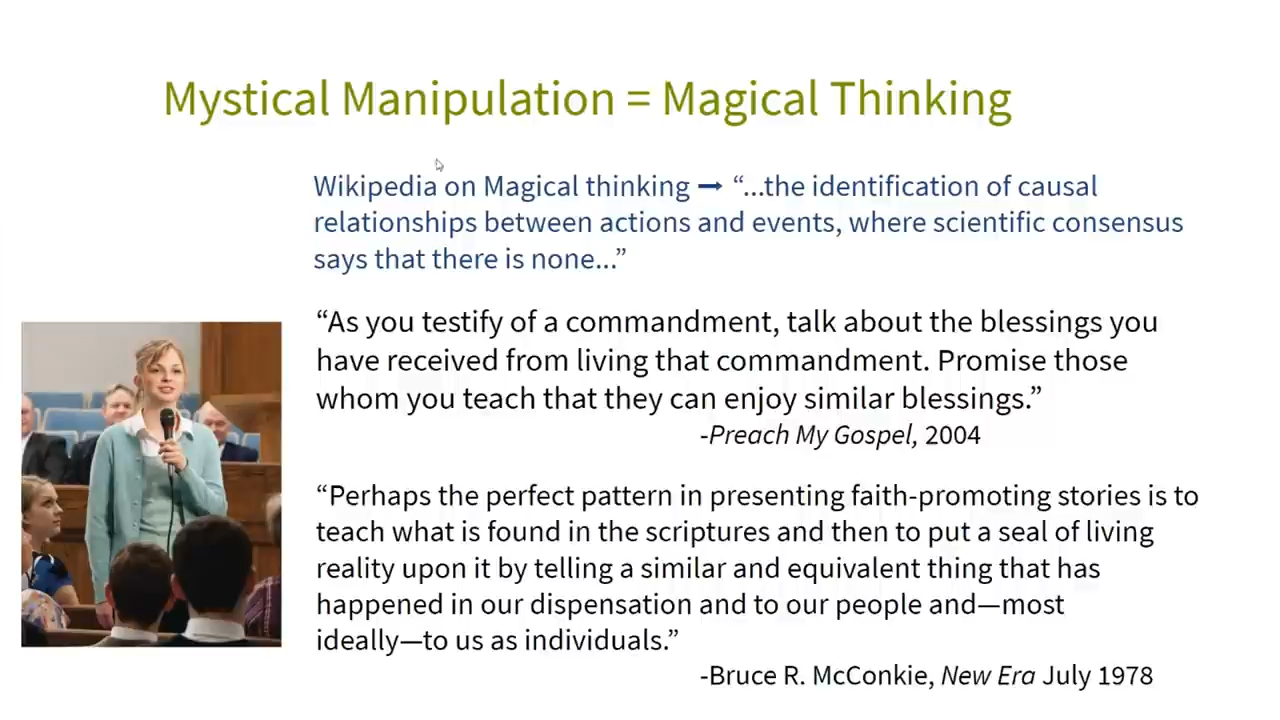 Mystical Manipulation = Magical Thinking
Wikipedia on Magical thinking ➞ “...the identification of causal
relationships between actions and events, where scientific consensus
says that there is none...”
“As you testify of a commandment, talk about the blessings you
have received from living that commandment. Promise those
whom you teach that they can enjoy similar blessings.”
-Preach My Gospel, 2004
“Perhaps the perfect pattern in presenting faith-promoting stories is to
teach what is found in the scriptures and then to put a seal of living
reality upon it by telling a similar and equivalent thing that has
happened in our dispensation and to our people and—most
ideally—to us as individuals.”
-Bruce R. McConkie, New Era July 1978